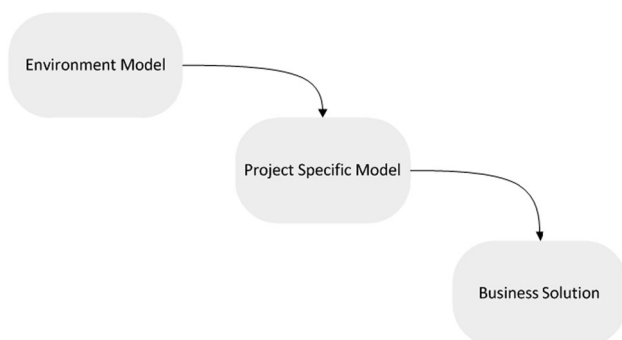 Environment Model
Project Specific Model
Business Solution